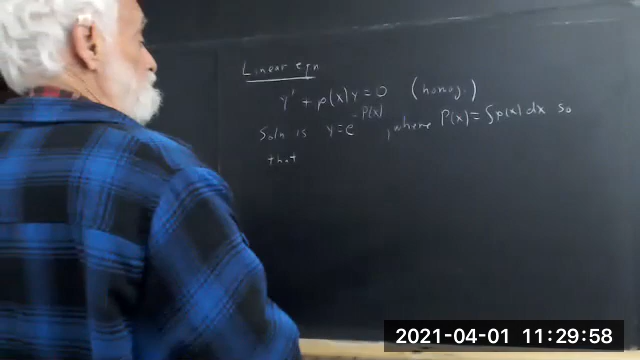 Linear eqn
y' + p(x)y = 0 (homog.)
Soln is y = e^{-P(x)}, where P(x) = ∫p(x)dx so
that
2021-04-01 11:29:58